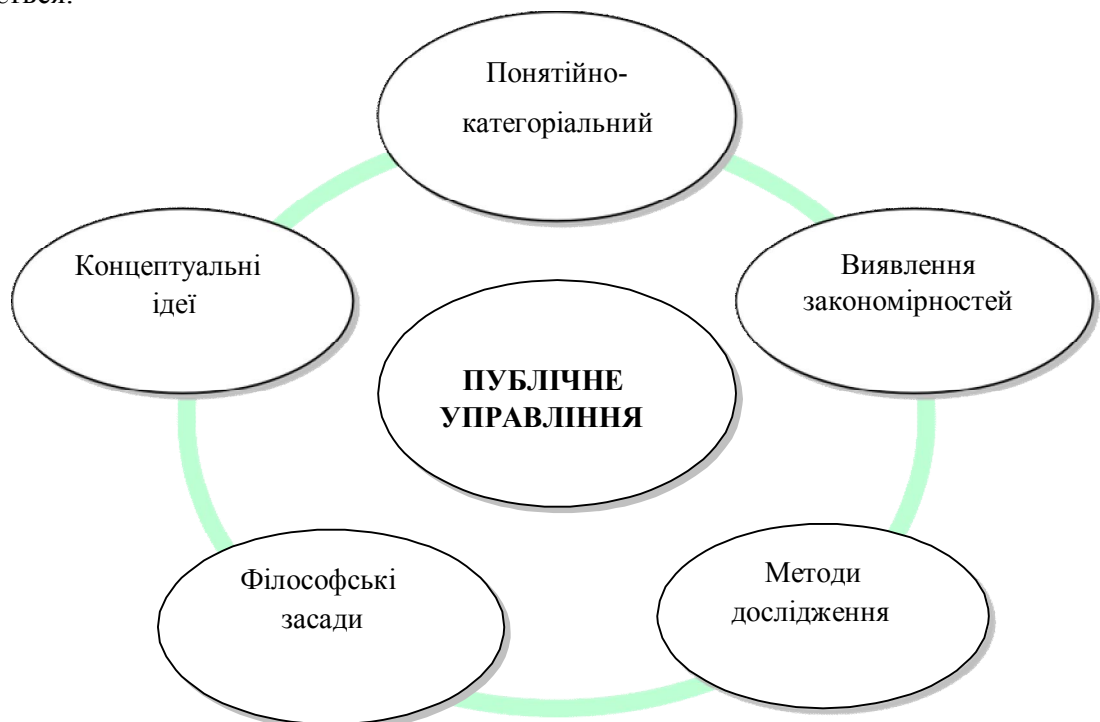 Понятійно-
категоріальний
Концептуальні
ідеї
Виявлення
закономірностей
ПУБЛІЧНЕ
УПРАВЛІННЯ
Філософські
засади
Методи
дослідження